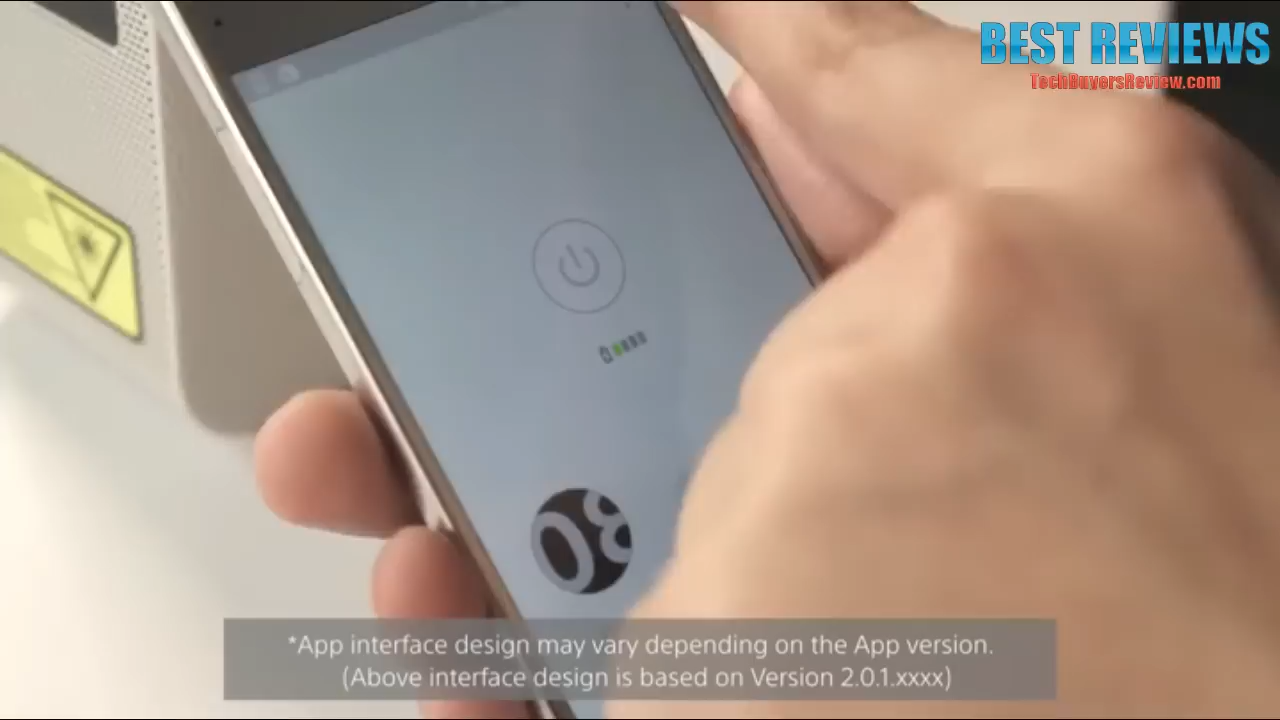 BEST REVIEWS
TechBuyersReview.com
08
*App interface design may vary depending on the App version.
(Above interface design is based on Version 2.0.1.xxxx)